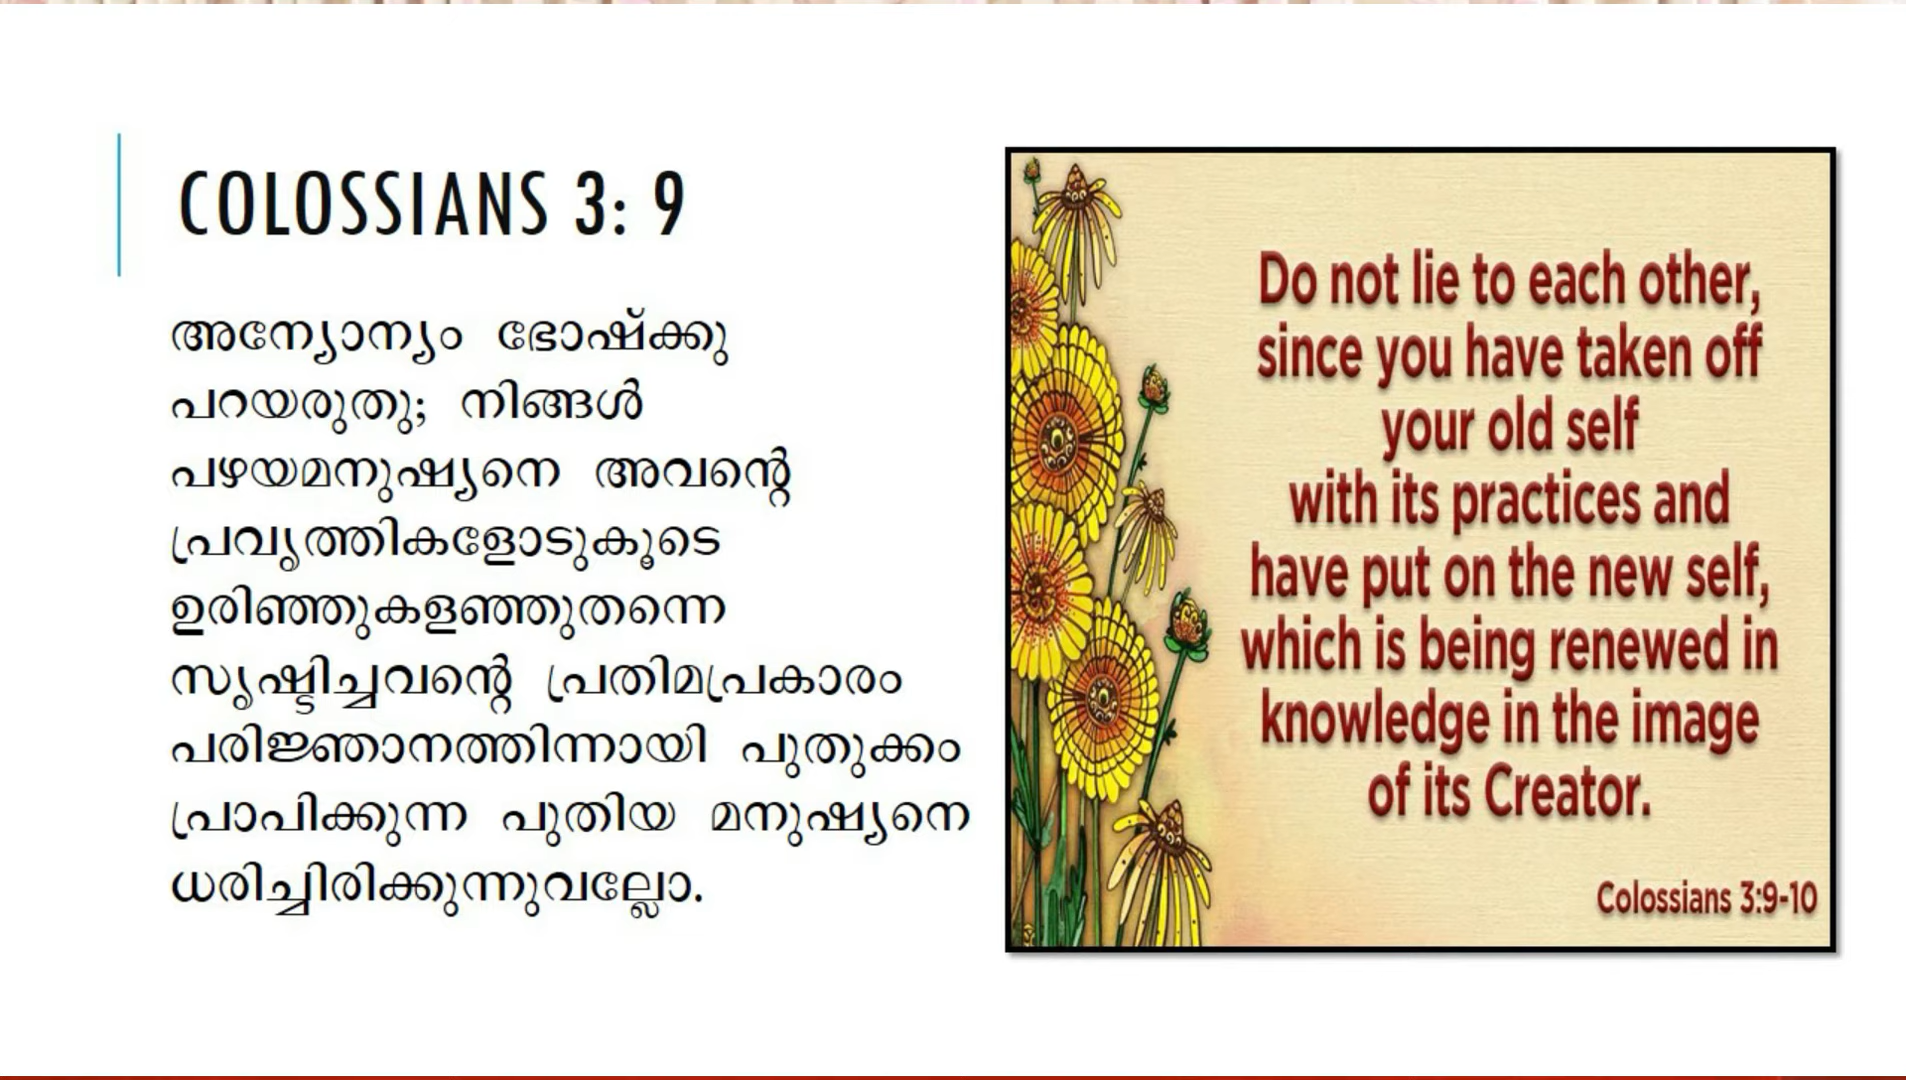 COLOSSIANS 3: 9
അന്യോന്യം ഭോഷ്ക്കു
പറയരുതു; നിങ്ങൾ
പഴയമനുഷ്യനെ അവന്റെ
പ്രവൃത്തികളോടുകൂടെ
ഉരിഞ്ഞുകളഞ്ഞുതന്നെ
സൃഷ്ടിച്ചവന്റെ പ്രതിമപ്രകാരം
പരിജ്ഞാനത്തിന്നായി പുതുക്കം
പ്രാപിക്കുന്ന പുതിയ മനുഷ്യനെ
ധരിച്ചിരിക്കുന്നുവല്ലോ.
Do not lie to each other,
since you have taken off
your old self
with its practices and
have put on the new self,
which is being renewed in
knowledge in the image
of its Creator.
Colossians 3:9-10